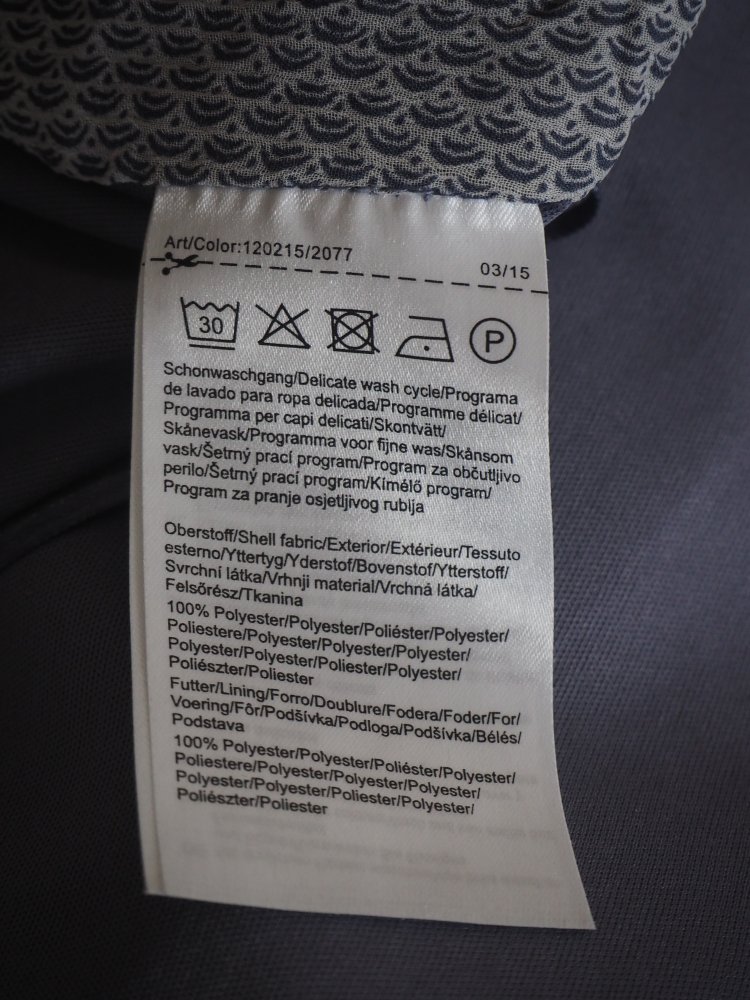 Art/Color:120215/2077
03/15
30
P
Schonwaschgang/Delicate wash cycle/Programa
de lavado para ropa delicada/Programme délicat/
Programma per capi delicati/Skontvätt/
Skånevask/Programma voor fijne was/Skånsom
vask/Šetrný prací program/Program za občutljivo
perilo/Šetrný prací program/Kímélő program/
Program za pranje osjetljivog rublja
Oberstoff/Shell fabric/Exterior/Extérieur/Tessuto
esterno/Yttertyg/Yderstof/Bovenstof/Ytterstoff/
Svrchní látka/Vrhnji material/Vrchná látka/
Felsőrész/Tkanina
100% Polyester/Polyester/Poliéster/Polyester/
Poliestere/Polyester/Polyester/Polyester/
Polyester/Polyester/Poliester/Polyester/
Poliészter/Poliester
Futter/Lining/Forro/Doublure/Fodera/Foder/For/
Voering/Fôr/Podšívka/Podloga/Podšívka/Bélés/
Podstava
100% Polyester/Polyester/Poliéster/Polyester/
Poliestere/Polyester/Polyester/Polyester/
Polyester/Polyester/Poliester/Polyester/
Poliészter/Poliester